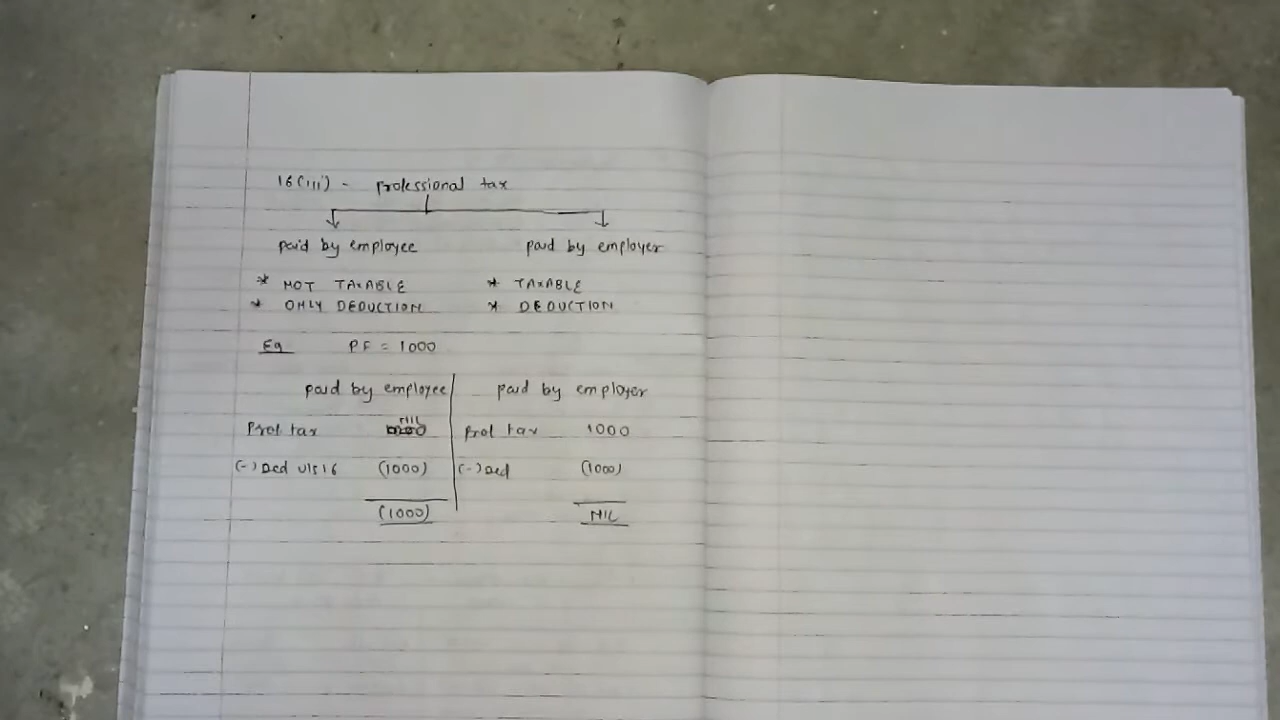 16(iii) - Professional tax
paid by employee paid by employer
* NOT TAXABLE * TAXABLE
* ONLY DEDUCTION * DEDUCTION
Eg PF = 1000
paid by employee paid by employer
Prof tax NIL Prof tax 1000
(-) Ded u/s 16 (1000) (-) Ded (1000)
(1000) NIL